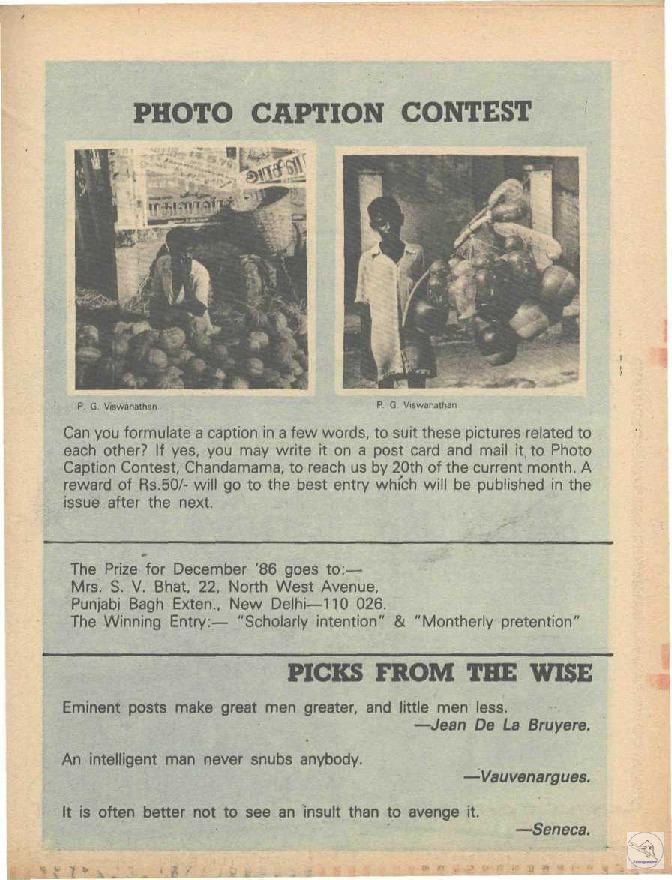 PHOTO CAPTION CONTEST
P. G. Viswanathan
P. G. Viswanathan
Can you formulate a caption in a few words, to suit these pictures related to
each other? If yes, you may write it on a post card and mail it to Photo
Caption Contest, Chandamama, to reach us by 20th of the current month. A
reward of Rs.50/- will go to the best entry which will be published in the
issue after the next.
The Prize for December '86 goes to:—
Mrs. S. V. Bhat, 22, North West Avenue,
Punjabi Bagh Exten., New Delhi—110 026.
The Winning Entry:— "Scholarly intention" & "Montherly pretention"
PICKS FROM THE WISE
Eminent posts make great men greater, and little men less.
—Jean De La Bruyere.
An intelligent man never snubs anybody.
—Vauvenargues.
It is often better not to see an insult than to avenge it.
—Seneca.